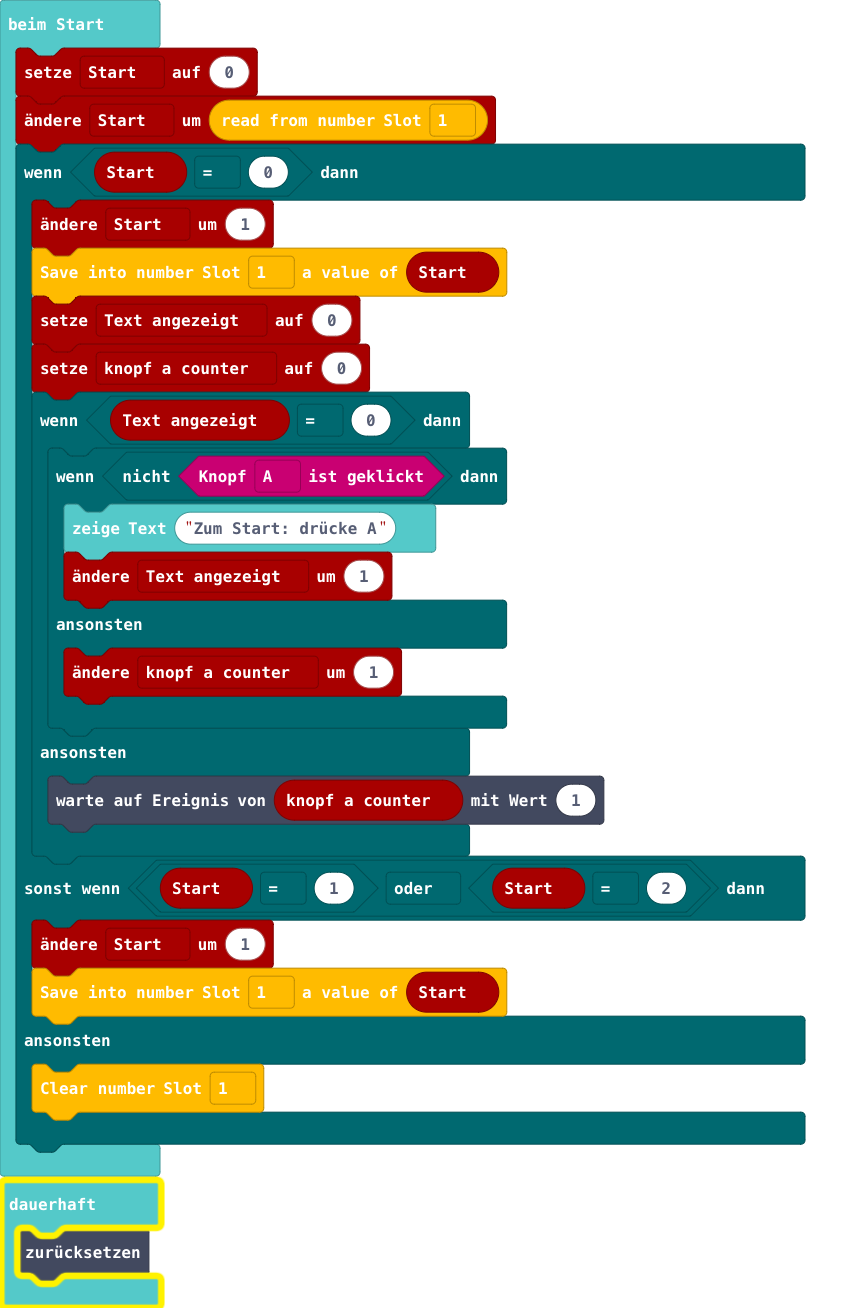 beim Start
setze Start auf 0
ändere Start um read from number Slot 1
wenn Start = 0 dann
ändere Start um 1
Save into number Slot 1 a value of Start
setze Text angezeigt auf 0
setze knopf a counter auf 0
wenn Text angezeigt = 0 dann
wenn nicht Knopf A ist geklickt dann
zeige Text "Zum Start: drücke A"
ändere Text angezeigt um 1
ansonsten
ändere knopf a counter um 1
ansonsten
warte auf Ereignis von knopf a counter mit Wert 1
sonst wenn Start = 1 oder Start = 2 dann
ändere Start um 1
Save into number Slot 1 a value of Start
ansonsten
Clear number Slot 1
dauerhaft
zurücksetzen